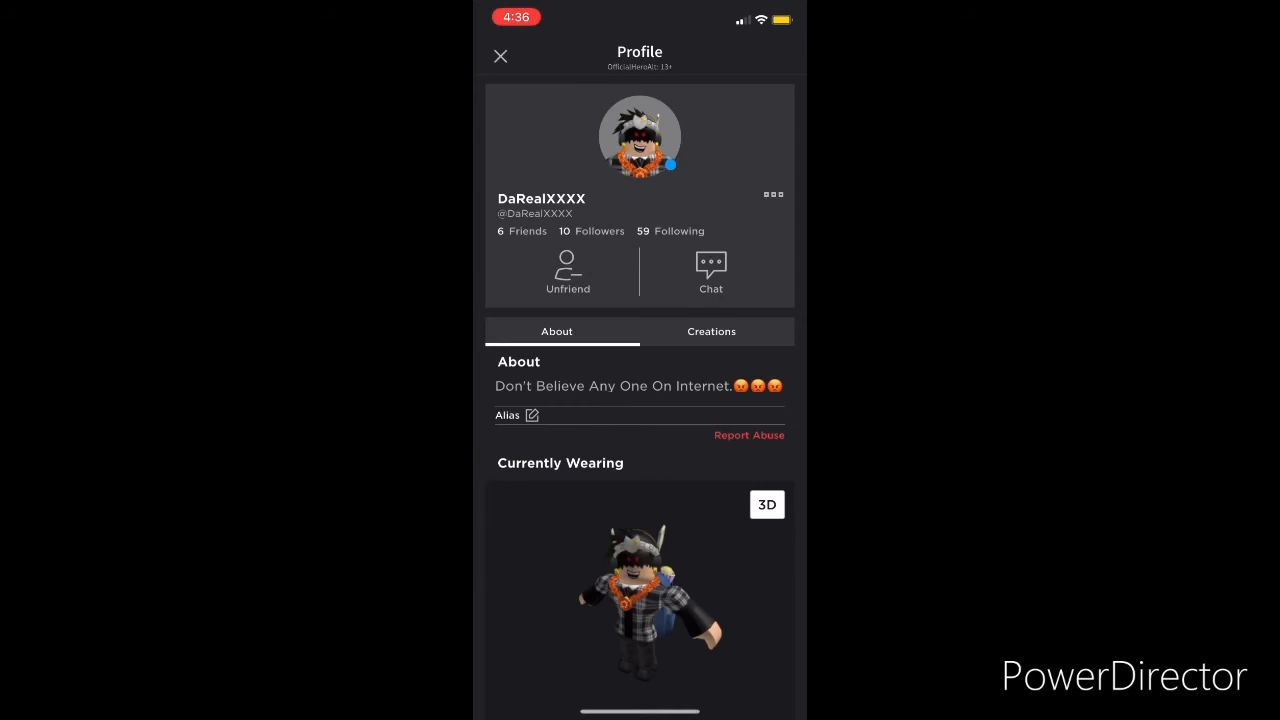 4:36
Profile
OfficialHeroAlt: 13+
DaRealXXXX
@DaRealXXXX
6 Friends 10 Followers 59 Following
Unfriend Chat
About Creations
About
Don't Believe Any One On Internet.😡😡😡
Alias
Report Abuse
Currently Wearing
3D
PowerDirector